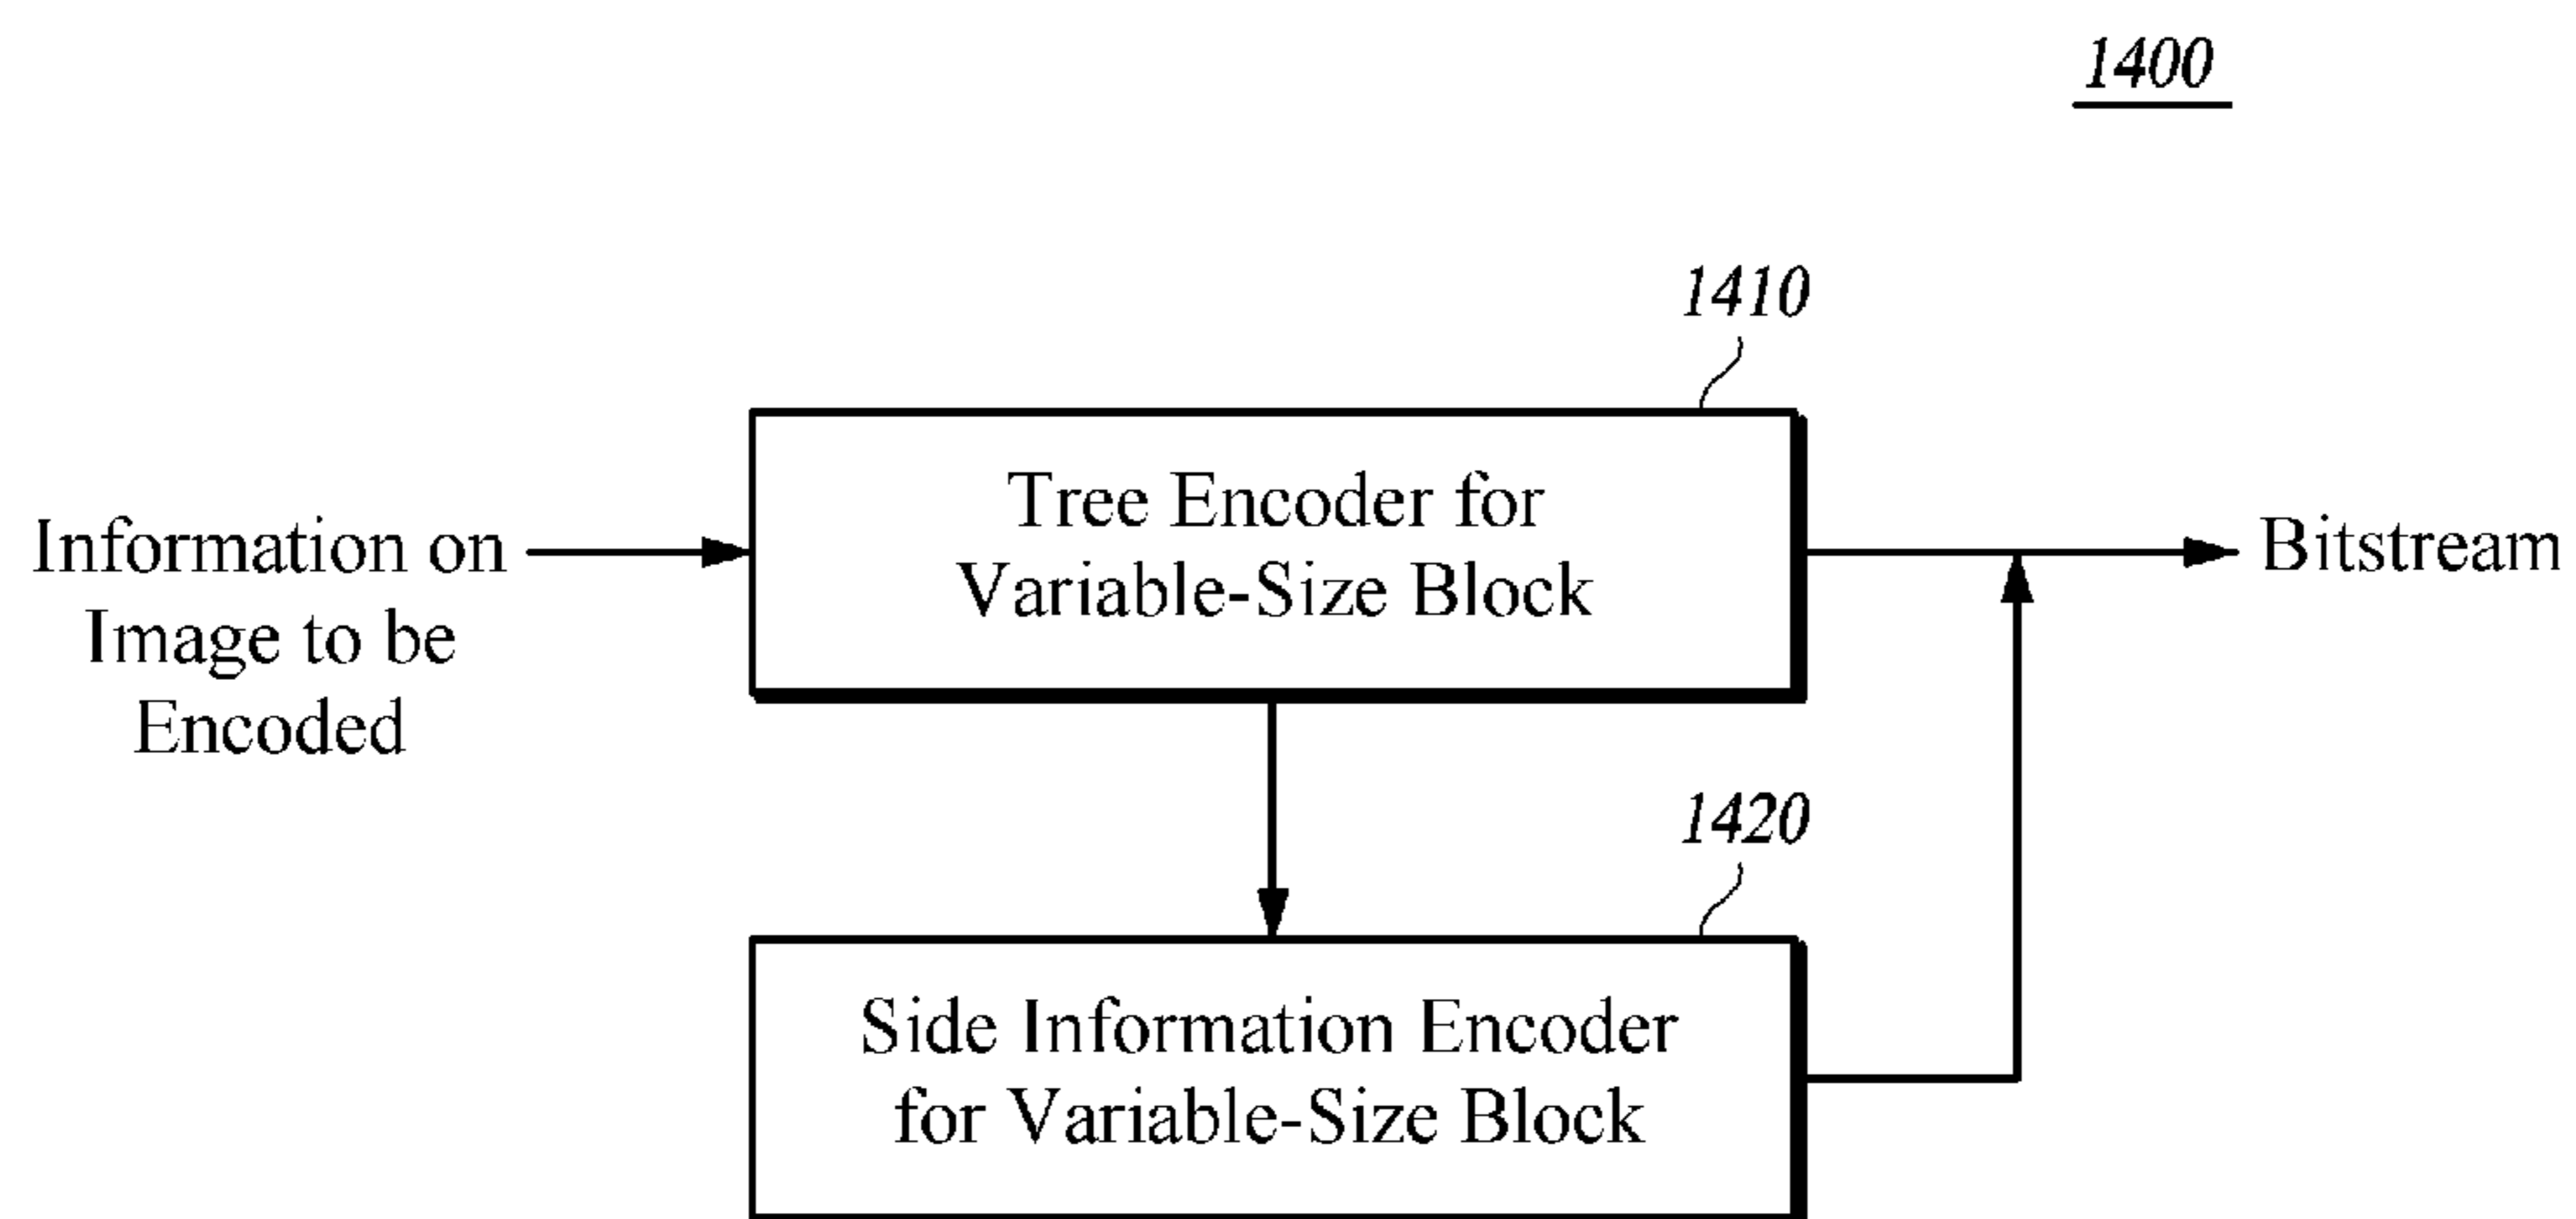 1400
1410
Tree Encoder for
Variable-Size Block
Information on
Image to be
Encoded
Bitstream
1420
Side Information Encoder
for Variable-Size Block